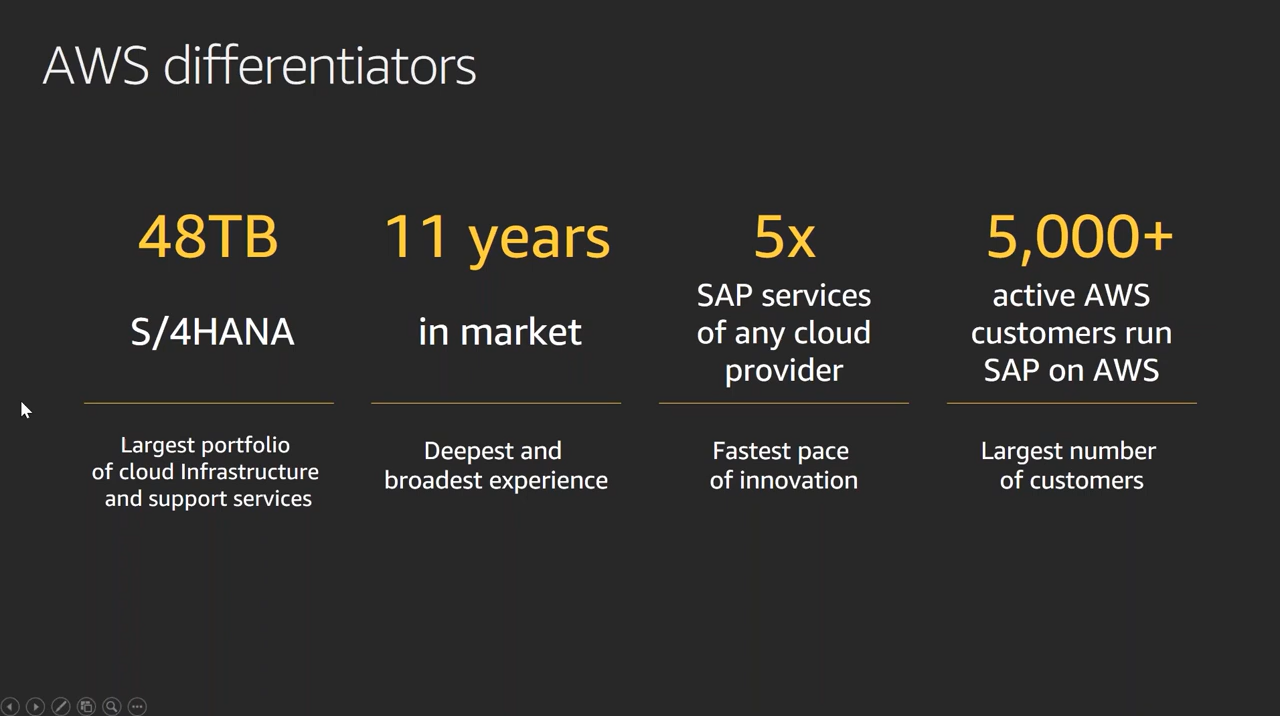 AWS differentiators
48TB
S/4HANA
Largest portfolio
of cloud Infrastructure
and support services
11 years
in market
Deepest and
broadest experience
5x
SAP services
of any cloud
provider
Fastest pace
of innovation
5,000+
active AWS
customers run
SAP on AWS
Largest number
of customers